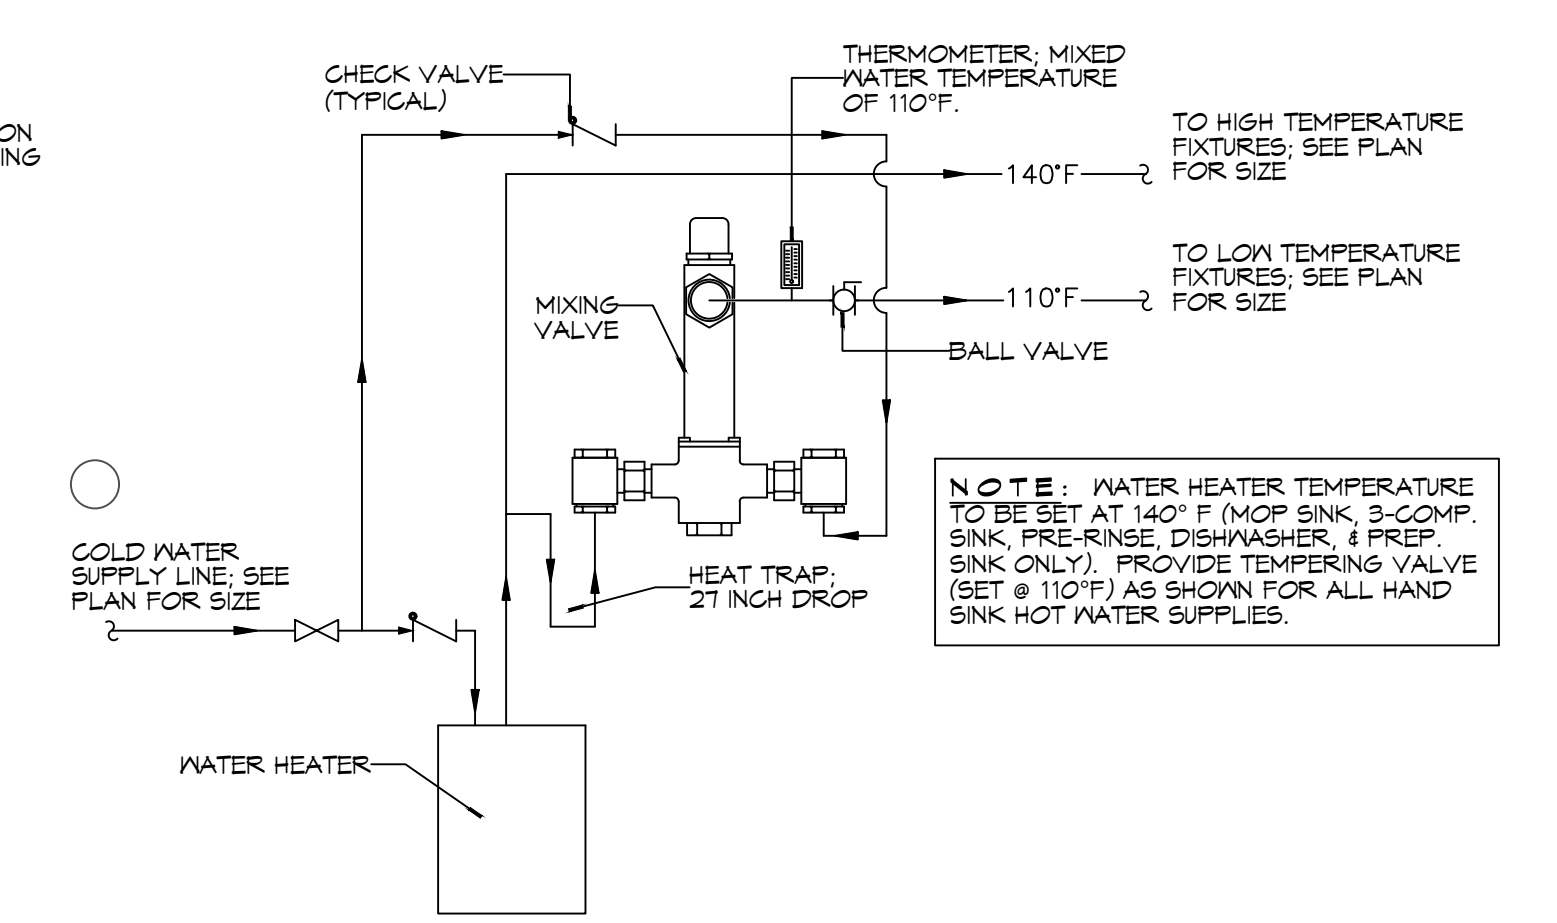 ON
ING
CHECK VALVE
(TYPICAL)
THERMOMETER; MIXED
WATER TEMPERATURE
OF 110°F.
TO HIGH TEMPERATURE
FIXTURES; SEE PLAN
FOR SIZE
140°F
TO LOW TEMPERATURE
FIXTURES; SEE PLAN
FOR SIZE
110°F
MIXING
VALVE
BALL VALVE
NOTE: WATER HEATER TEMPERATURE
TO BE SET AT 140° F (MOP SINK, 3-COMP.
SINK, PRE-RINSE, DISHWASHER, & PREP.
SINK ONLY). PROVIDE TEMPERING VALVE
(SET @ 110°F) AS SHOWN FOR ALL HAND
SINK HOT WATER SUPPLIES.
COLD WATER
SUPPLY LINE; SEE
PLAN FOR SIZE
HEAT TRAP;
27 INCH DROP
WATER HEATER